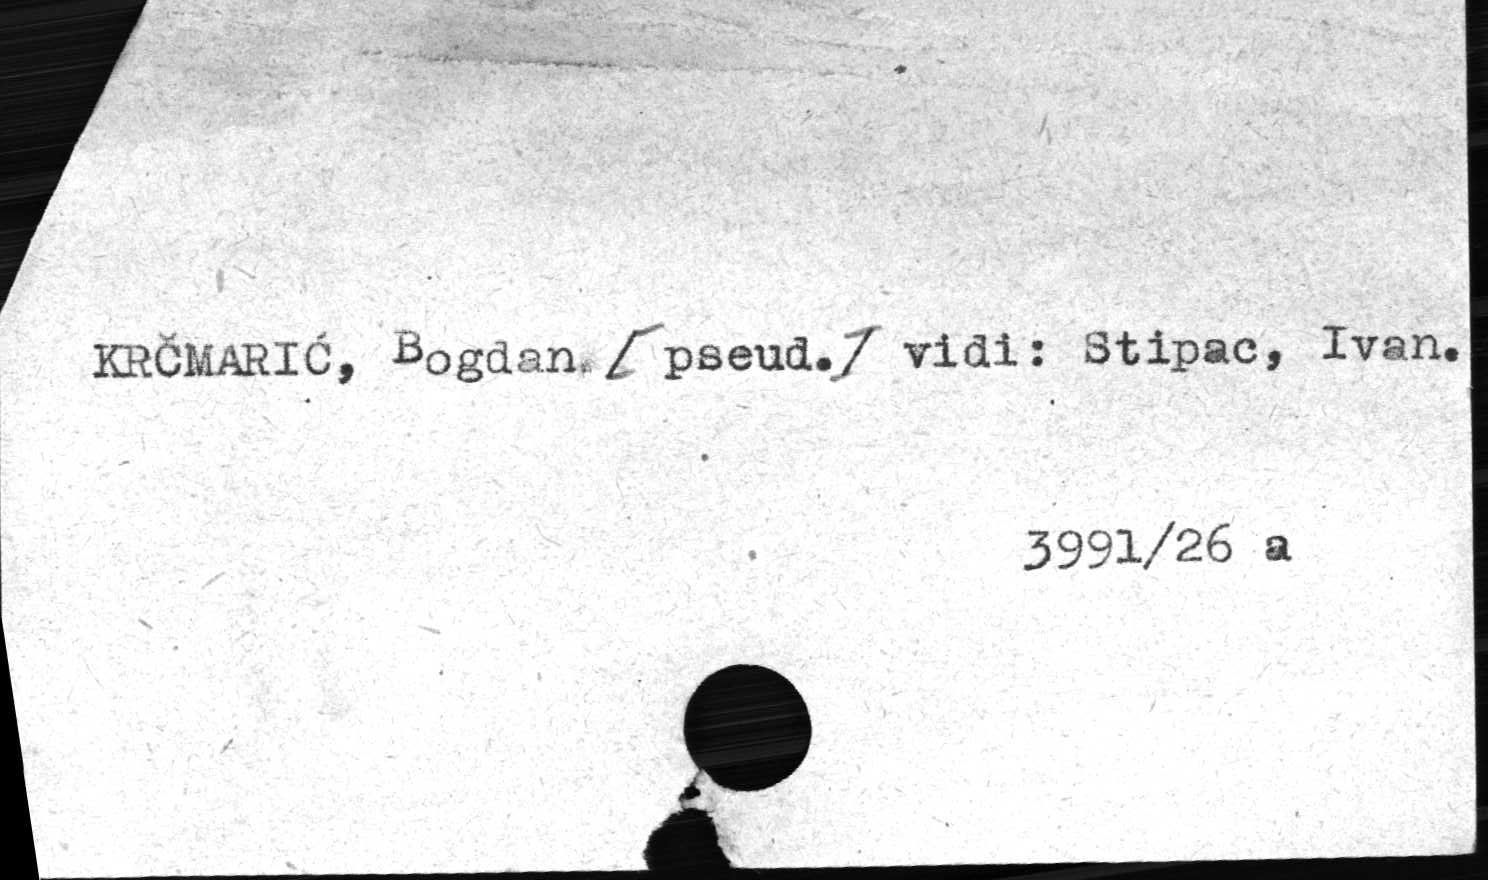 KRČMARIĆ, Bogdan. [pseud.] vidi: Stipac, Ivan.
3991/26 a